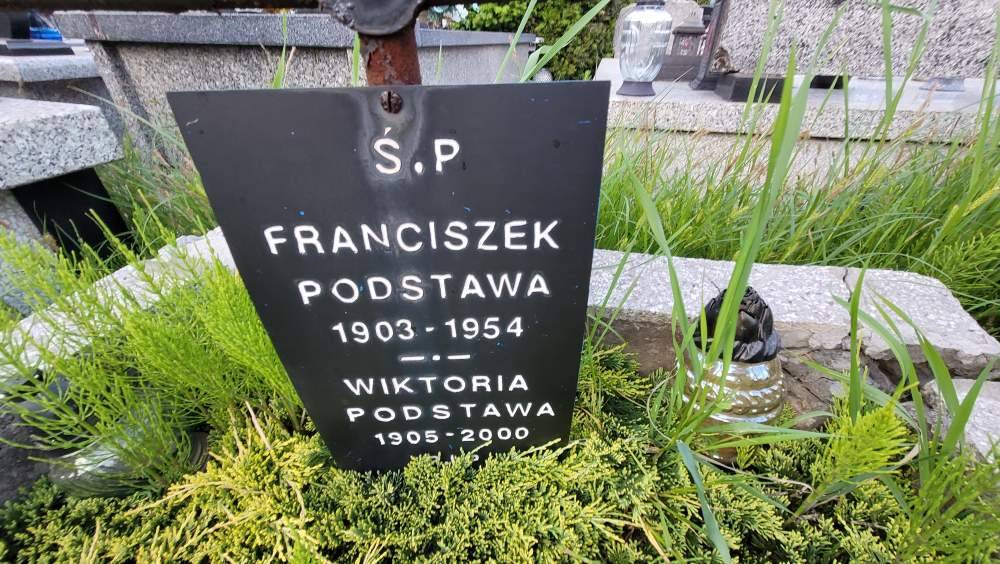 Ś.P
FRANCISZEK
PODSTAWA
1903 - 1954
WIKTORIA
PODSTAWA
1905 - 2000